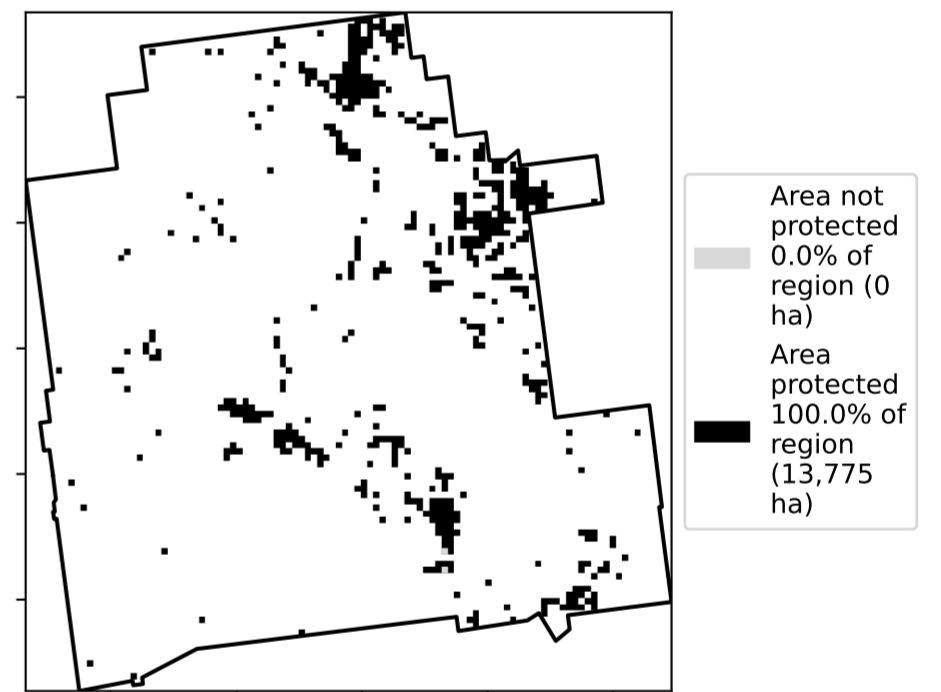 Area not
protected
0.0% of
region (0
ha)
Area
protected
100.0% of
region
(13,775
ha)